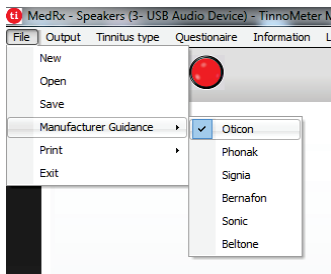 ti MedRx - Speakers (3- USB Audio Device) - TinnoMeter
File Output Tinnitus type Questionaire Information
New
Open
Save
Manufacturer Guidance
Print
Exit
Oticon
Phonak
Signia
Bernafon
Sonic
Beltone